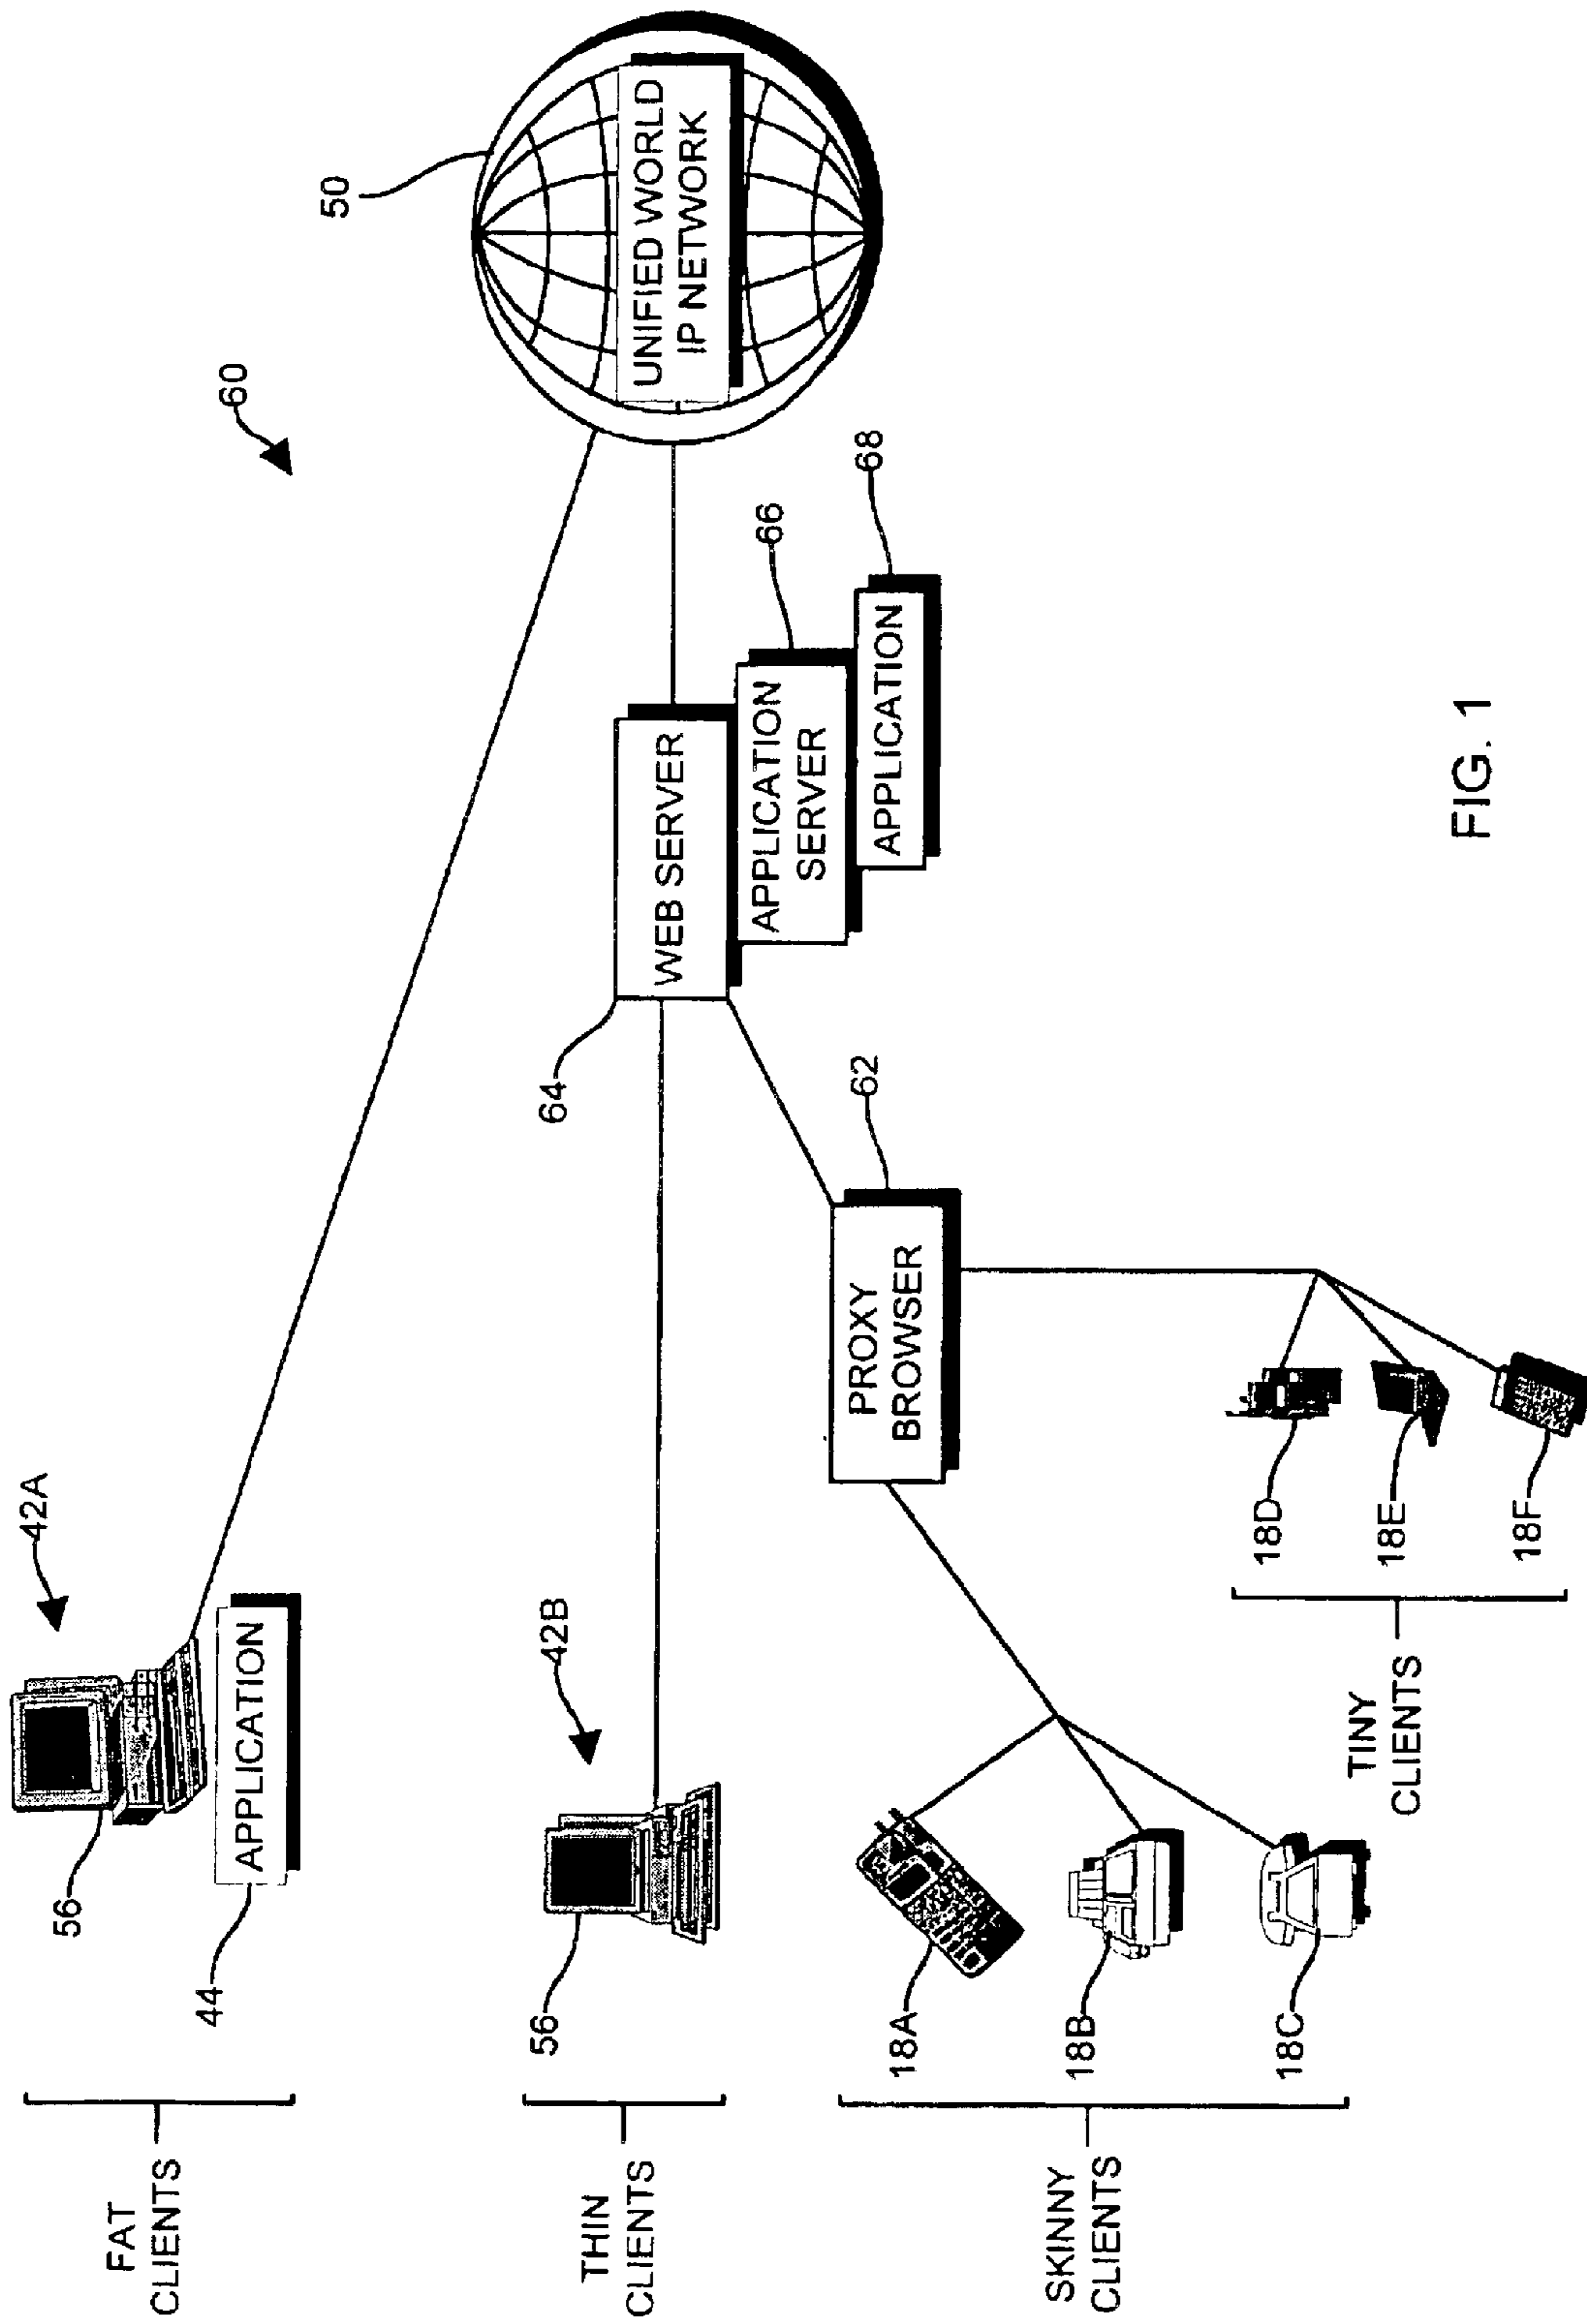 FAT
CLIENTS
44
56
42A
APPLICATION
60
50
UNIFIED WORLD
IP NETWORK
THIN
CLIENTS
56
42B
64
WEB SERVER
APPLICATION
SERVER
66
APPLICATION
68
PROXY
BROWSER
62
SKINNY
CLIENTS
18A
18B
18C
TINY
CLIENTS
18D
18E
18F
FIG. 1